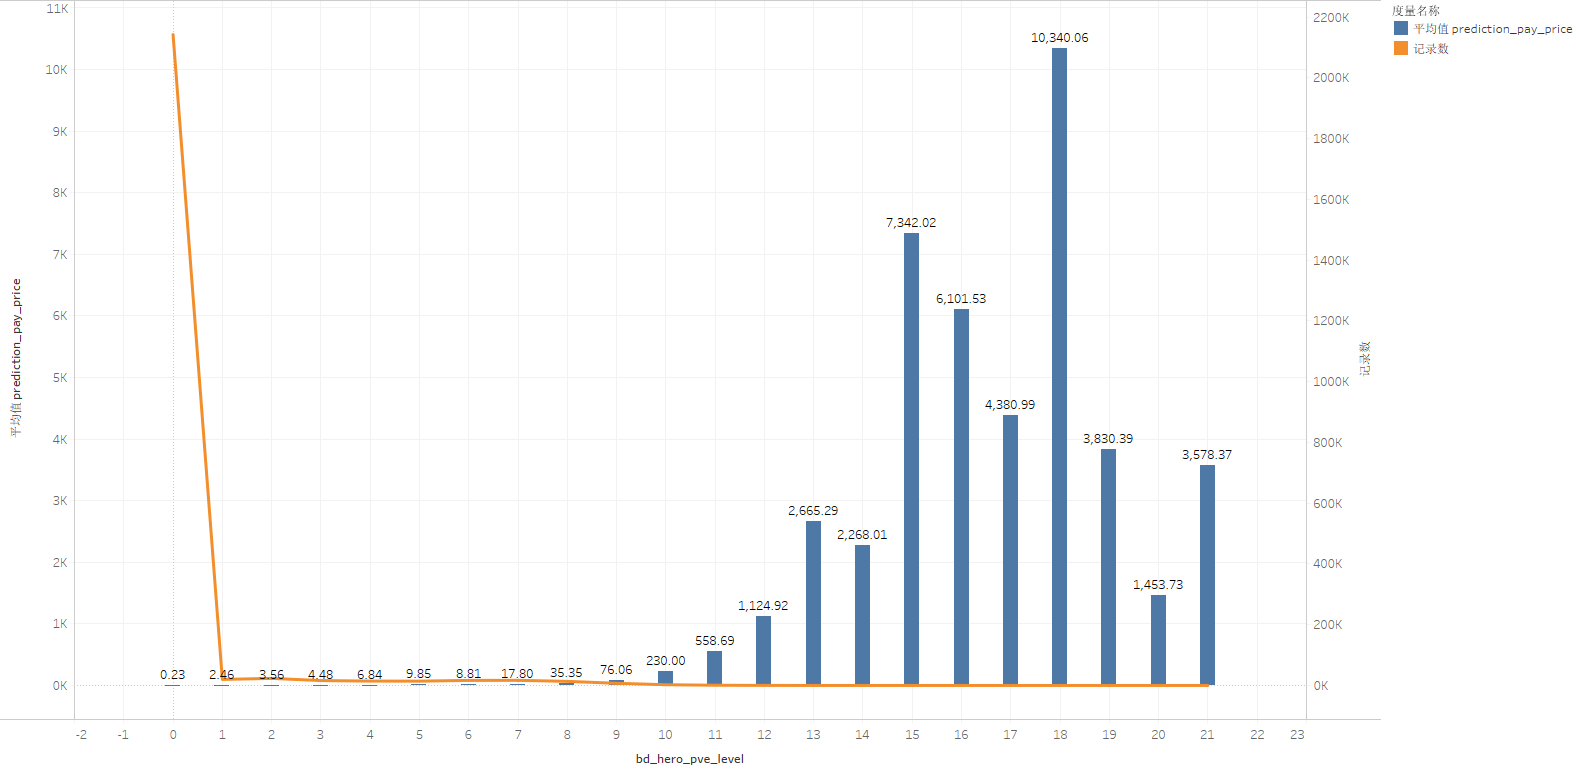 度量名称
平均值 prediction_pay_price
记录数
11K
10K
9K
8K
7K
6K
5K
4K
3K
2K
1K
0K
平均值 prediction_pay_price
0.23
2.46
3.56
4.48
6.84
9.85
8.81
17.80
35.35
76.06
230.00
558.69
1,124.92
2,665.29
2,268.01
7,342.02
6,101.53
4,380.99
10,340.06
3,830.39
1,453.73
3,578.37
2200K
2000K
1800K
1600K
1400K
1200K
1000K
800K
600K
400K
200K
0K
记录数
-2 -1 0 1 2 3 4 5 6 7 8 9 10 11 12 13 14 15 16 17 18 19 20 21 22 23
bd_hero_pve_level